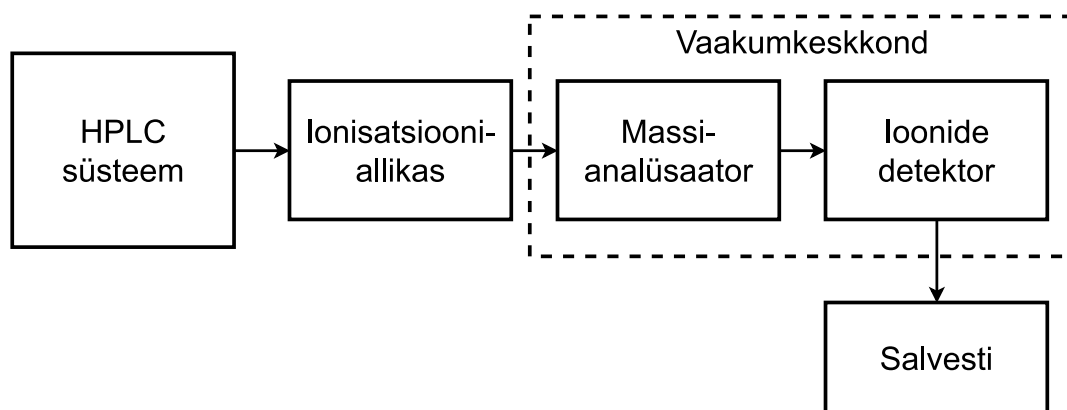 Vaakumkeskkond
HPLC
süsteem
Ionisatsiooni-
allikas
Massi-
analüsaator
Ioonide
detektor
Salvesti